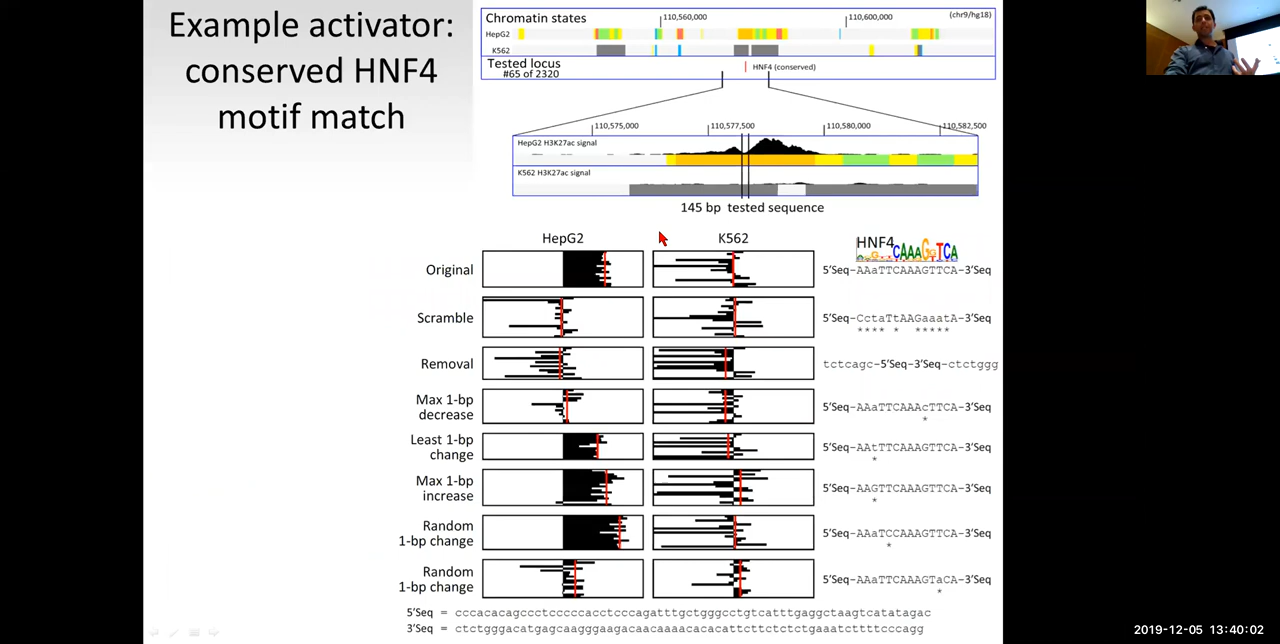 Example activator:
conserved HNF4
motif match
Chromatin states
110,560,000
110,600,000
(chr9/hg18)
HepG2
K562
Tested locus
#65 of 2320
HNF4 (conserved)
110,575,000
110,577,500
110,580,000
110,582,500
HepG2 H3K27ac signal
K562 H3K27ac signal
145 bp tested sequence
HepG2
K562
HNF4
CAAAGTCA
Original
5'Seq-AAaTTCAAAGTTCA-3'Seq
Scramble
5'Seq-CctaTtAAGaaatA-3'Seq
**** * *****
Removal
tctcagc-5'Seq-3'Seq-ctctggg
Max 1-bp
decrease
5'Seq-AAaTTCAAAcTTCA-3'Seq
*
Least 1-bp
change
5'Seq-AAtTTCAAAGTTCA-3'Seq
*
Max 1-bp
increase
5'Seq-AAGTTCAAAGTTCA-3'Seq
*
Random
1-bp change
5'Seq-AAaTCCAAAGTTCA-3'Seq
*
Random
1-bp change
5'Seq-AAaTTCAAAGTaCA-3'Seq
*
5'Seq = cccacacagccctcccccacctcccagatttgctgggcctgtcatttgaggctaagtcatatagac
3'Seq = ctctgggacatgagcaagggaagacaacaaaacacacattcttctctctgaaatcttttcccagg
2019-12-05 13:40:02